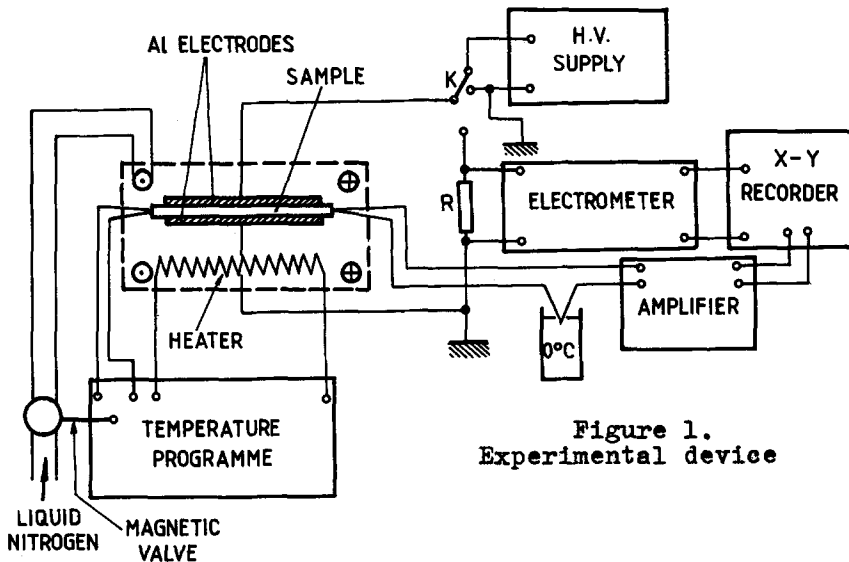 Al ELECTRODES
SAMPLE
K
H.V.
SUPPLY
X-Y
RECORDER
R
ELECTROMETER
HEATER
0°C
AMPLIFIER
TEMPERATURE
PROGRAMME
LIQUID
NITROGEN
MAGNETIC
VALVE
Figure 1.
Experimental device